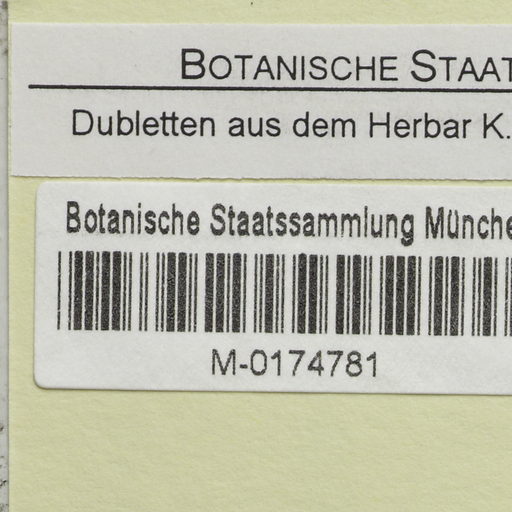 BOTANISCHE STAAT
Dubletten aus dem Herbar K.
Botanische Staatssammlung Münche
M-0174781